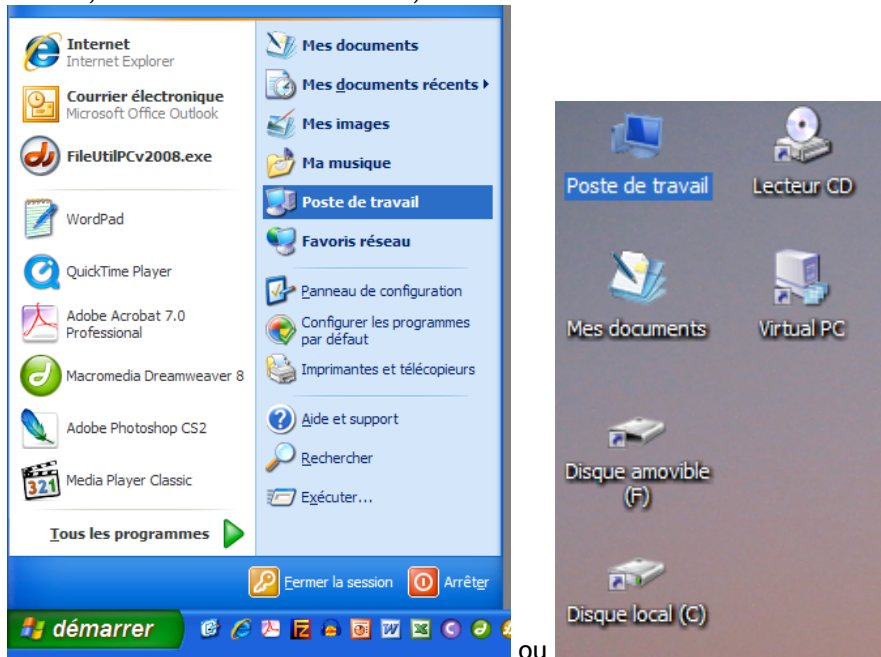 Internet
Internet Explorer
Courrier électronique
Microsoft Office Outlook
FileUtilPCv2008.exe
WordPad
QuickTime Player
Adobe Acrobat 7.0
Professional
Macromedia Dreamweaver 8
Adobe Photoshop CS2
321
Media Player Classic
Tous les programmes
Mes documents
Mes documents récents
Mes images
Ma musique
Poste de travail
Favoris réseau
Panneau de configuration
Configurer les programmes
par défaut
Imprimantes et télécopieurs
Aide et support
Rechercher
Exécuter...
Fermer la session
Arrêter
démarrer
ou
Poste de travail
Lecteur CD
Mes documents
Virtual PC
Disque amovible
(F)
Disque local (C)